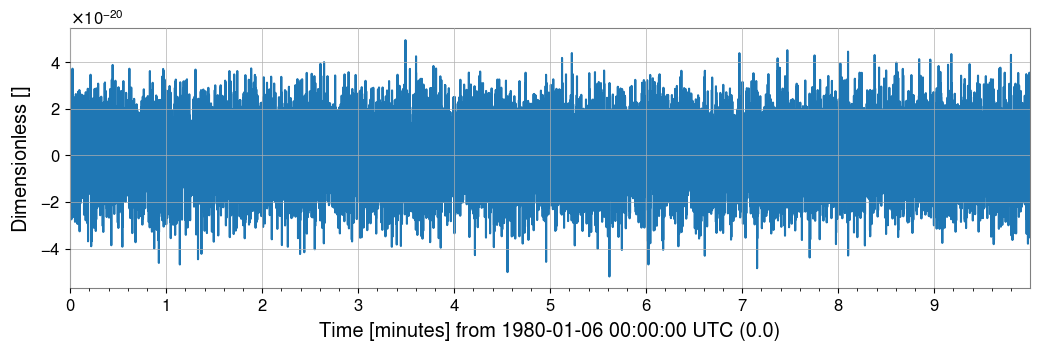 ×10⁻²⁰
Dimensionless []
4
2
0
−2
−4
0 1 2 3 4 5 6 7 8 9
Time [minutes] from 1980-01-06 00:00:00 UTC (0.0)